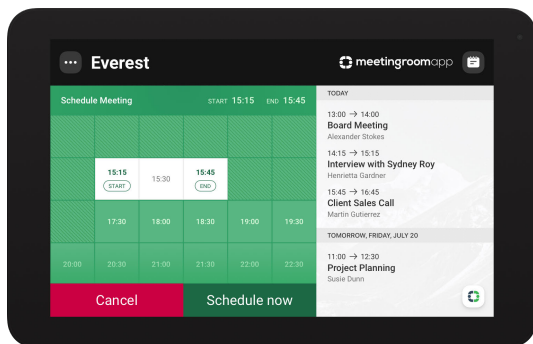 Everest
meetingroomapp
Schedule Meeting
START 15:15 END 15:45
15:15 15:30 15:45
START END
17:30 18:00 18:30 19:00 19:30
20:00 20:30 21:00 21:30 22:00 22:30
Cancel
Schedule now
TODAY
13:00 → 14:00
Board Meeting
Alexander Stokes
14:15 → 15:15
Interview with Sydney Roy
Henrietta Gardner
15:45 → 16:45
Client Sales Call
Martin Gutierrez
TOMORROW, FRIDAY, JULY 20
11:00 → 12:30
Project Planning
Susie Dunn